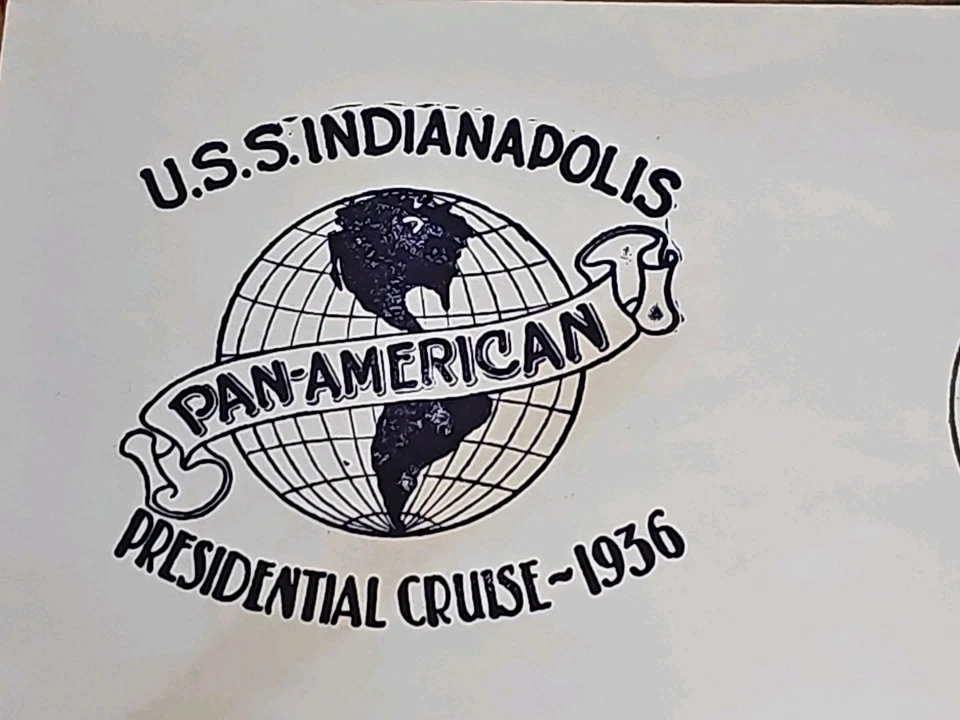 U.S.S. INDIANAPOLIS
PAN-AMERICAN
PRESIDENTIAL CRUISE~1936